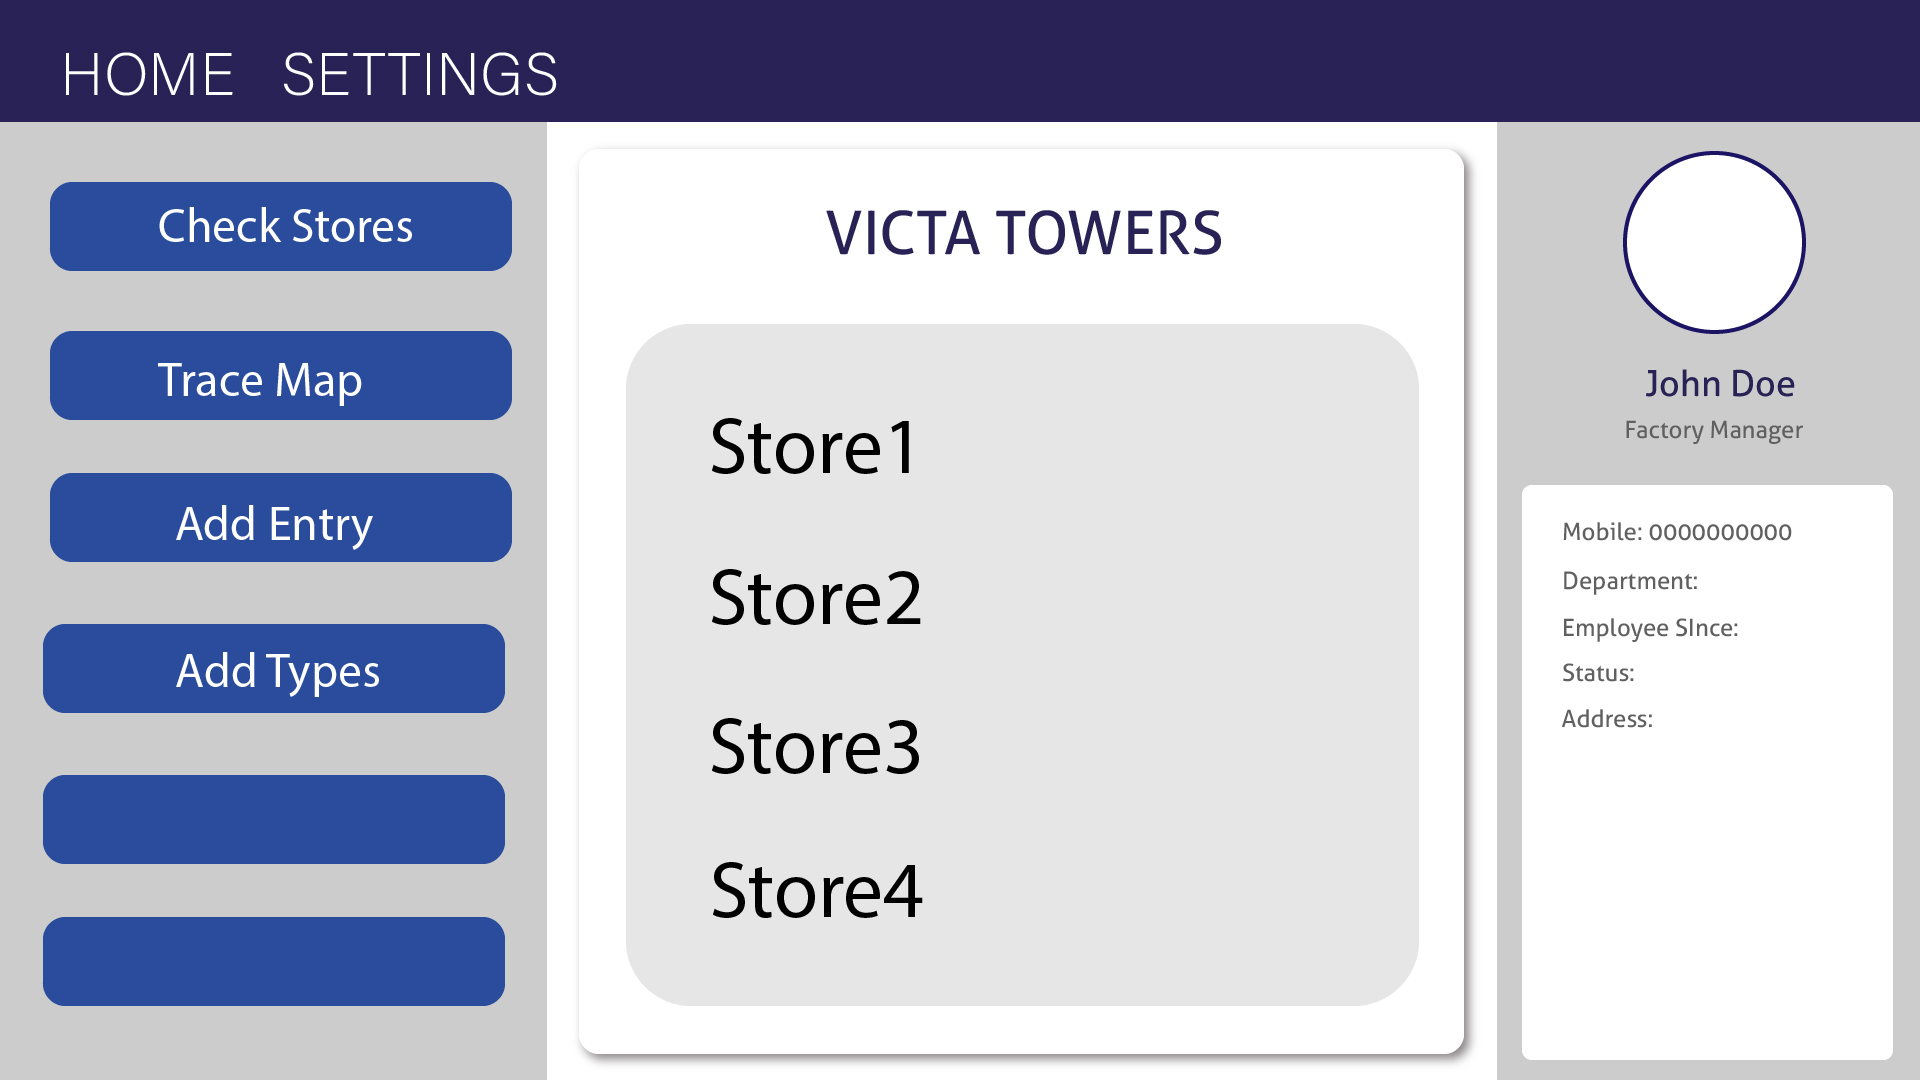 HOME SETTINGS
Check Stores
Trace Map
Add Entry
Add Types
VICTA TOWERS
Store1
Store2
Store3
Store4
John Doe
Factory Manager
Mobile: 0000000000
Department:
Employee SInce:
Status:
Address: